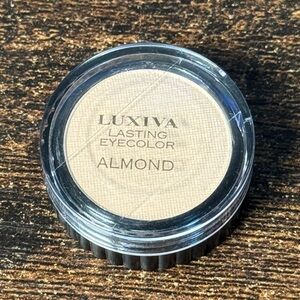 LUXIVA
LASTING
EYECOLOR
ALMOND